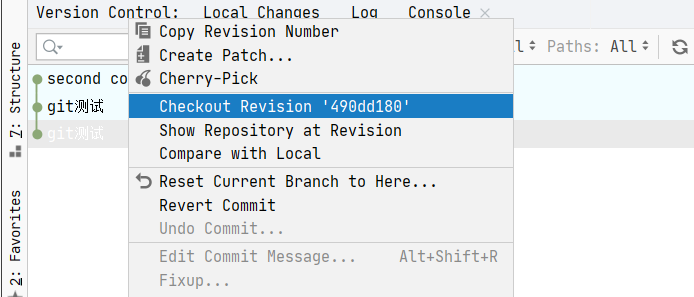 Version Control: Local Changes Log Console
Copy Revision Number
Create Patch...
Paths: All
Cherry-Pick
second co
Checkout Revision '490dd180'
git测试
Show Repository at Revision
git测试
Compare with Local
Reset Current Branch to Here...
Revert Commit
Undo Commit...
Edit Commit Message... Alt+Shift+R
Fixup...
7: Structure
2: Favorites